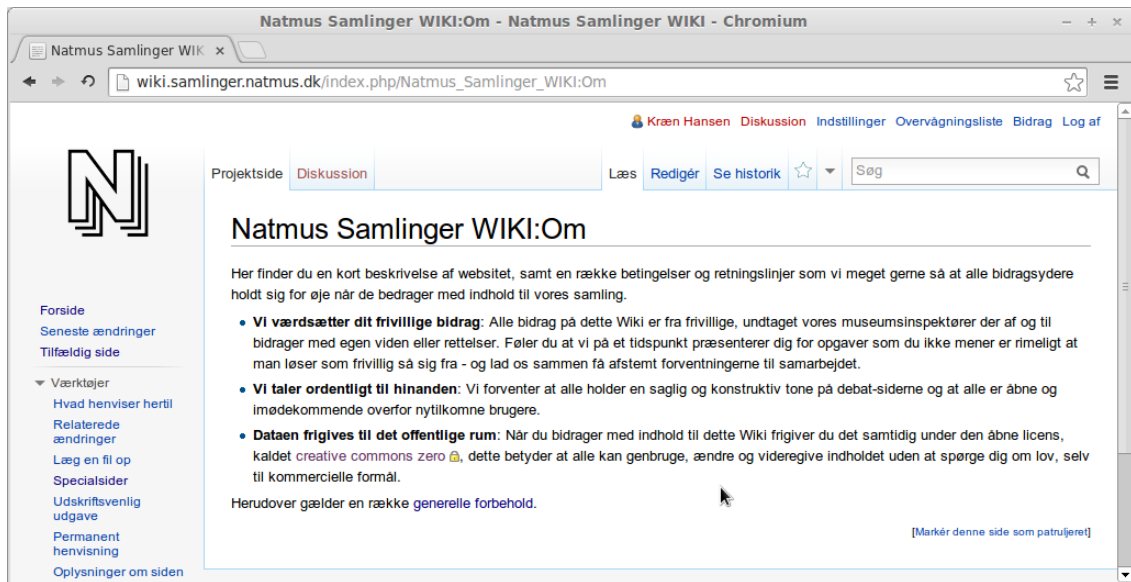 Natmus Samlinger WIKI:Om - Natmus Samlinger WIKI - Chromium
Natmus Samlinger WIK
wiki.samlinger.natmus.dk/index.php/Natmus_Samlinger_WIKI:Om
Kræn Hansen Diskussion Indstillinger Overvågningsliste Bidrag Log af
N
Projektside Diskussion Læs Redigér Se historik Søg
Natmus Samlinger WIKI:Om
Her finder du en kort beskrivelse af websitet, samt en række betingelser og retningslinjer som vi meget gerne så at alle bidragsydere
holdt sig for øje når de bedrager med indhold til vores samling.
Vi værdsætter dit frivillige bidrag: Alle bidrag på dette Wiki er fra frivillige, undtaget vores museumsinspektører der af og til
bidrager med egen viden eller rettelser. Føler du at vi på et tidspunkt præsenterer dig for opgaver som du ikke mener er rimeligt at
man løser som frivillig så sig fra - og lad os sammen få afstemt forventningerne til samarbejdet.
Vi taler ordentligt til hinanden: Vi forventer at alle holder en saglig og konstruktiv tone på debat-siderne og at alle er åbne og
imødekommende overfor nytilkomne brugere.
Dataen frigives til det offentlige rum: Når du bidrager med indhold til dette Wiki frigiver du det samtidig under den åbne licens,
kaldet creative commons zero, dette betyder at alle kan genbruge, ændre og videregive indholdet uden at spørge dig om lov, selv
til kommercielle formål.
Herudover gælder en række generelle forbehold.
[Markér denne side som patruljeret]
Forside
Seneste ændringer
Tilfældig side
Værktøjer
Hvad henviser hertil
Relaterede
ændringer
Læg en fil op
Specialsider
Udskriftsvenlig
udgave
Permanent
henvisning
Oplysninger om siden